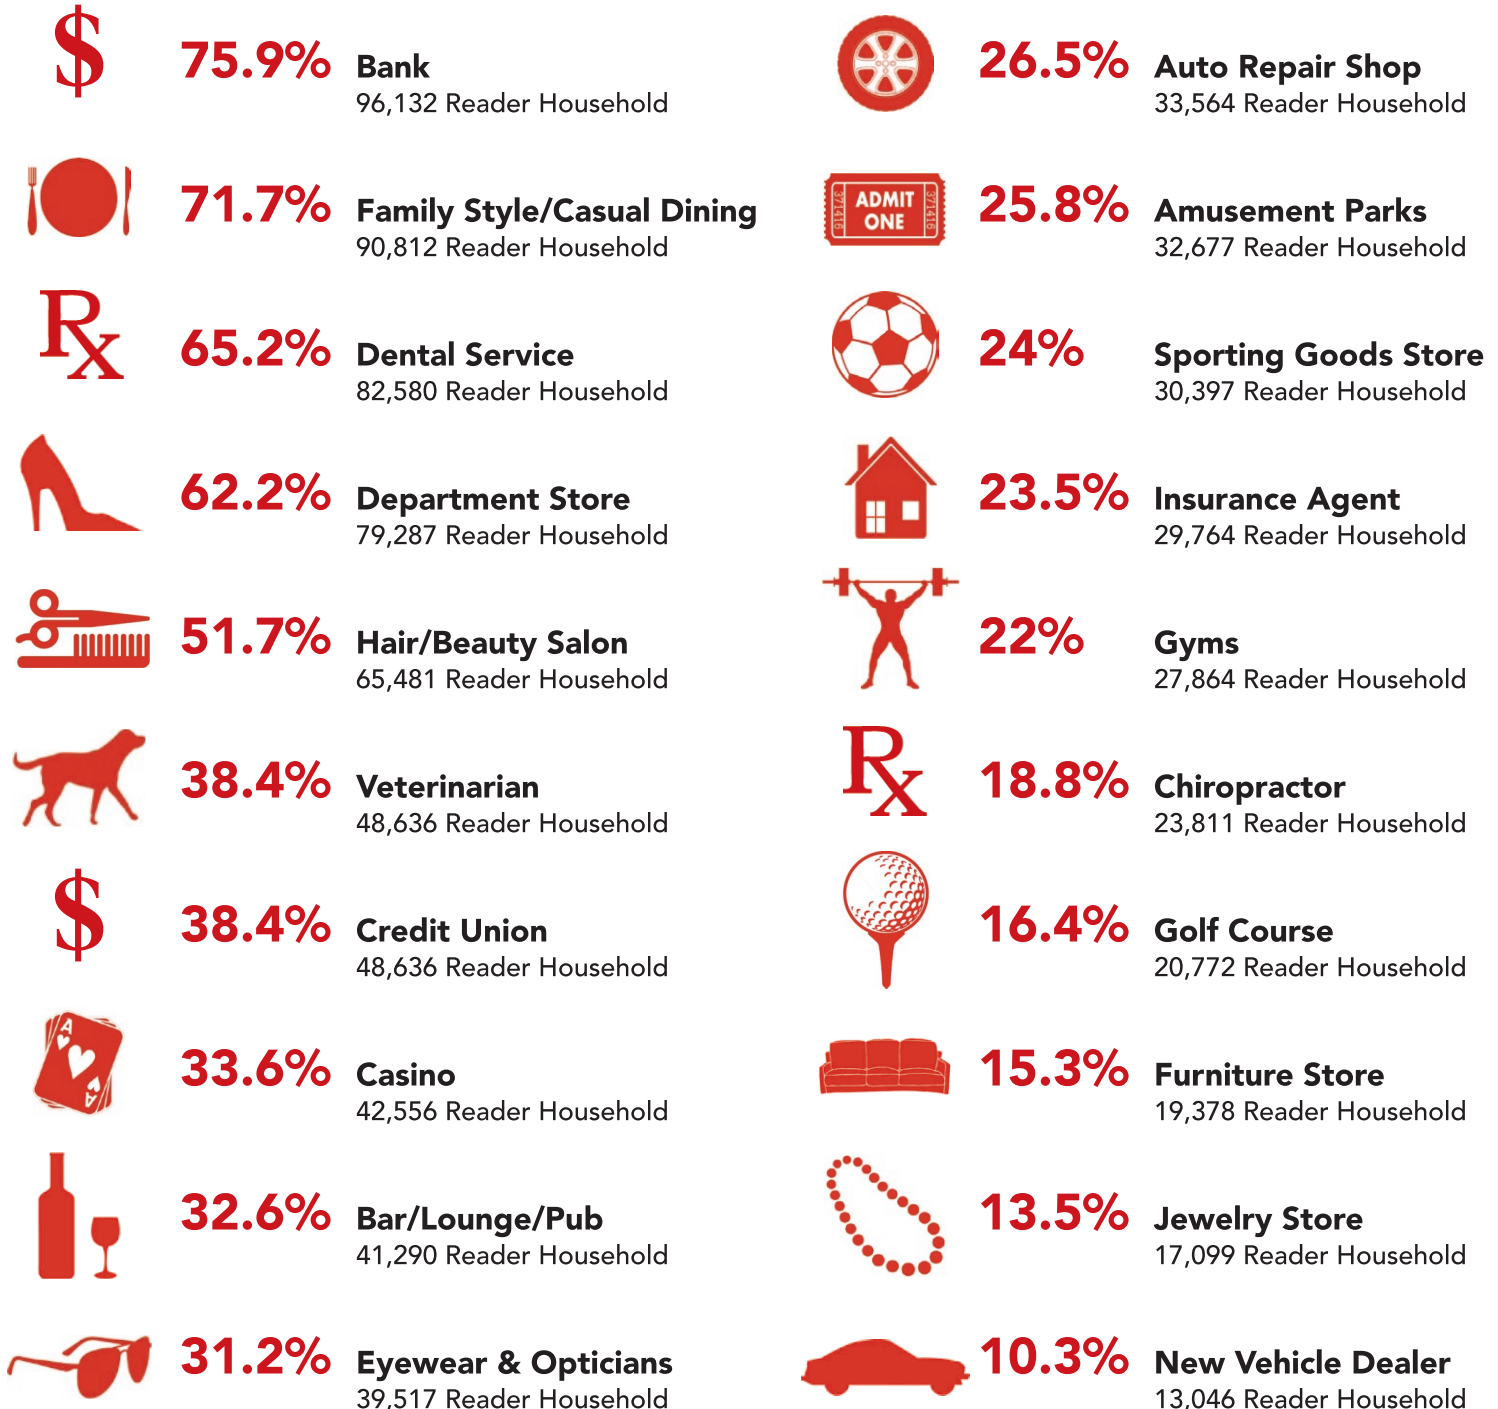 $ 75.9% Bank
96,132 Reader Household
71.7% Family Style/Casual Dining
90,812 Reader Household
Rx 65.2% Dental Service
82,580 Reader Household
62.2% Department Store
79,287 Reader Household
51.7% Hair/Beauty Salon
65,481 Reader Household
38.4% Veterinarian
48,636 Reader Household
$ 38.4% Credit Union
48,636 Reader Household
A
A
33.6% Casino
42,556 Reader Household
32.6% Bar/Lounge/Pub
41,290 Reader Household
31.2% Eyewear & Opticians
39,517 Reader Household
26.5% Auto Repair Shop
33,564 Reader Household
ADMIT
ONE
371416
371416
25.8% Amusement Parks
32,677 Reader Household
24% Sporting Goods Store
30,397 Reader Household
23.5% Insurance Agent
29,764 Reader Household
22% Gyms
27,864 Reader Household
Rx 18.8% Chiropractor
23,811 Reader Household
16.4% Golf Course
20,772 Reader Household
15.3% Furniture Store
19,378 Reader Household
13.5% Jewelry Store
17,099 Reader Household
10.3% New Vehicle Dealer
13,046 Reader Household